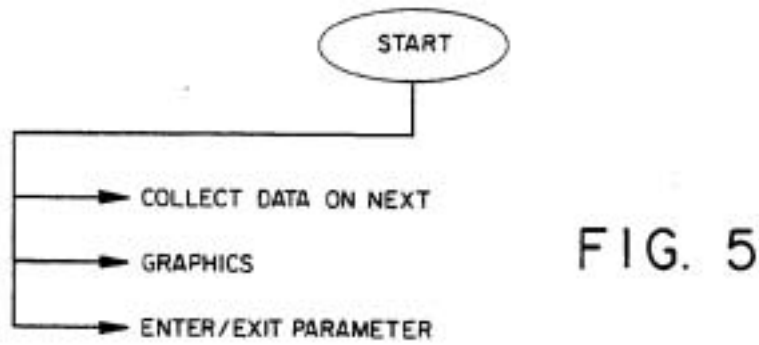 START
COLLECT DATA ON NEXT
GRAPHICS
FIG. 5
ENTER/EXIT PARAMETER